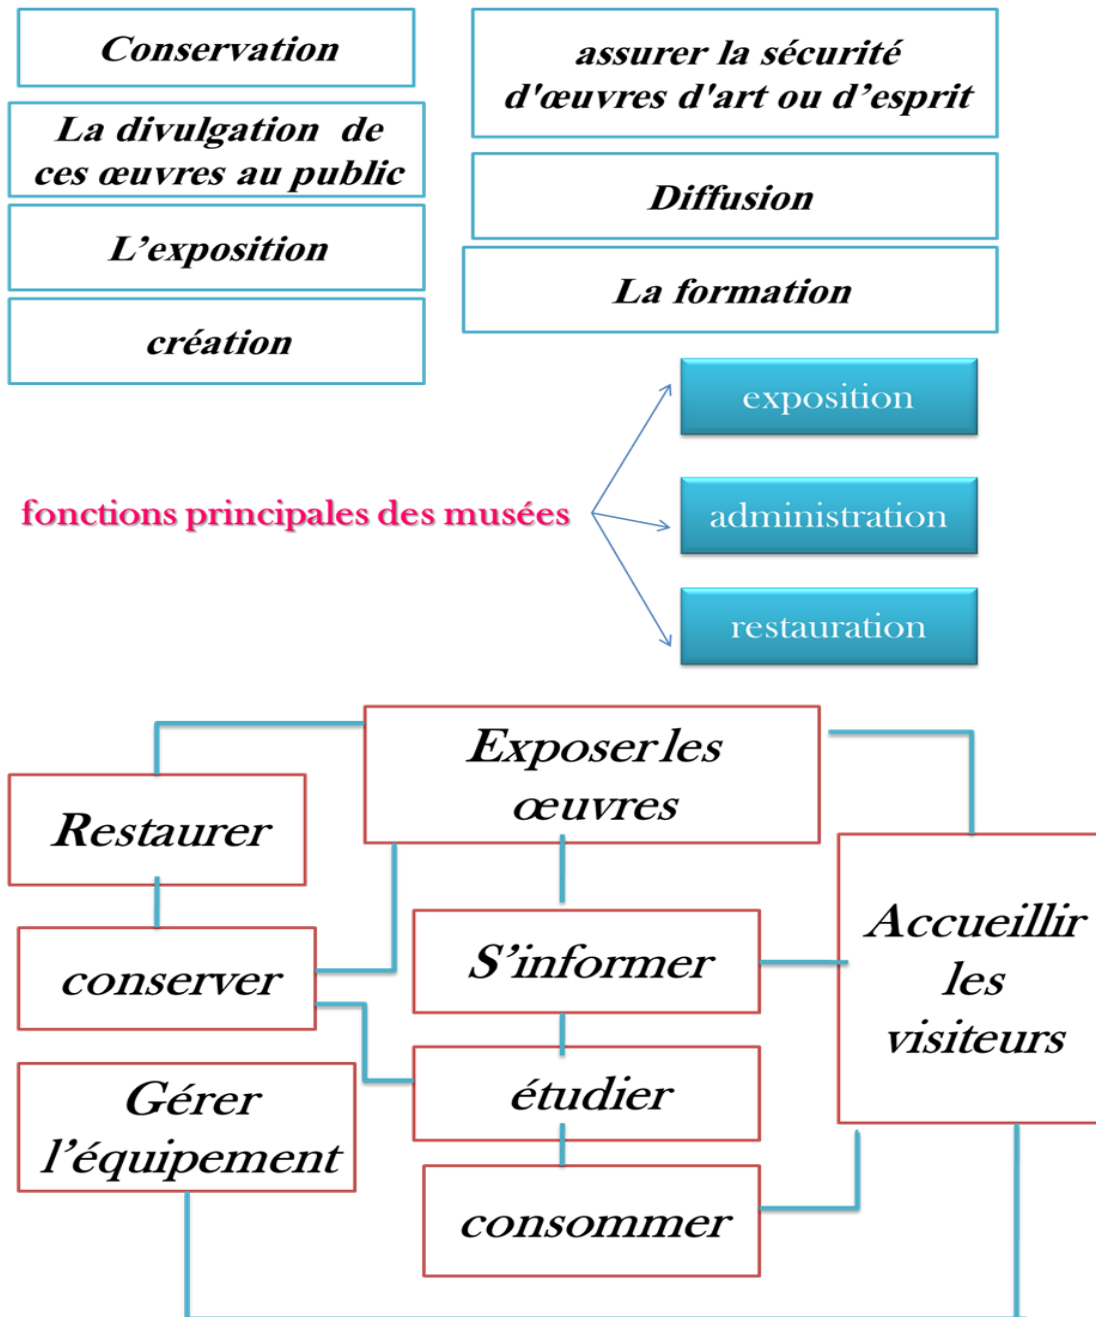 Conservation
La divulgation de
ces œuvres au public
L’exposition
création
assurer la sécurité
d'œuvres d'art ou d’esprit
Diffusion
La formation
fonctions principales des musées
exposition
administration
restauration
Exposer les
œuvres
Restaurer
conserver
S’informer
Accueillir
les
visiteurs
étudier
Gérer
l’équipement
consommer